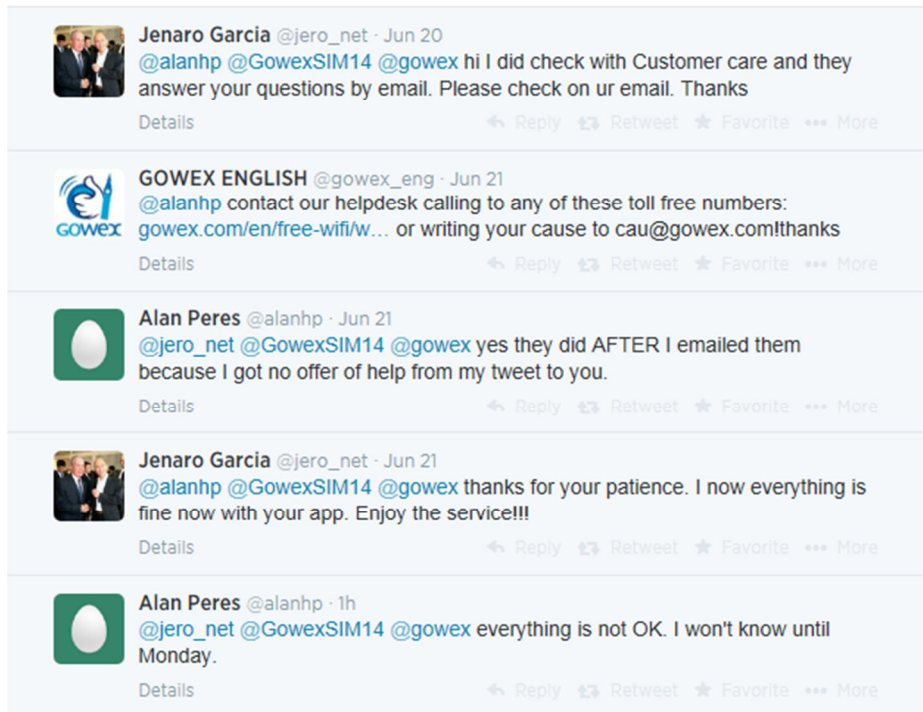 Jenaro Garcia @jero_net · Jun 20
@alanhp @GowexSIM14 @gowex hi I did check with Customer care and they
answer your questions by email. Please check on ur email. Thanks
Details Reply Retweet Favorite More
GOWEX ENGLISH @gowex_eng · Jun 21
@alanhp contact our helpdesk calling to any of these toll free numbers:
gowex.com/en/free-wifi/w... or writing your cause to cau@gowex.com!thanks
GOWEX
Details Reply Retweet Favorite More
Alan Peres @alanhp · Jun 21
@jero_net @GowexSIM14 @gowex yes they did AFTER I emailed them
because I got no offer of help from my tweet to you.
Details Reply Retweet Favorite More
Jenaro Garcia @jero_net · Jun 21
@alanhp @GowexSIM14 @gowex thanks for your patience. I now everything is
fine now with your app. Enjoy the service!!!
Details Reply Retweet Favorite More
Alan Peres @alanhp · 1h
@jero_net @GowexSIM14 @gowex everything is not OK. I won't know until
Monday.
Details Reply Retweet Favorite More